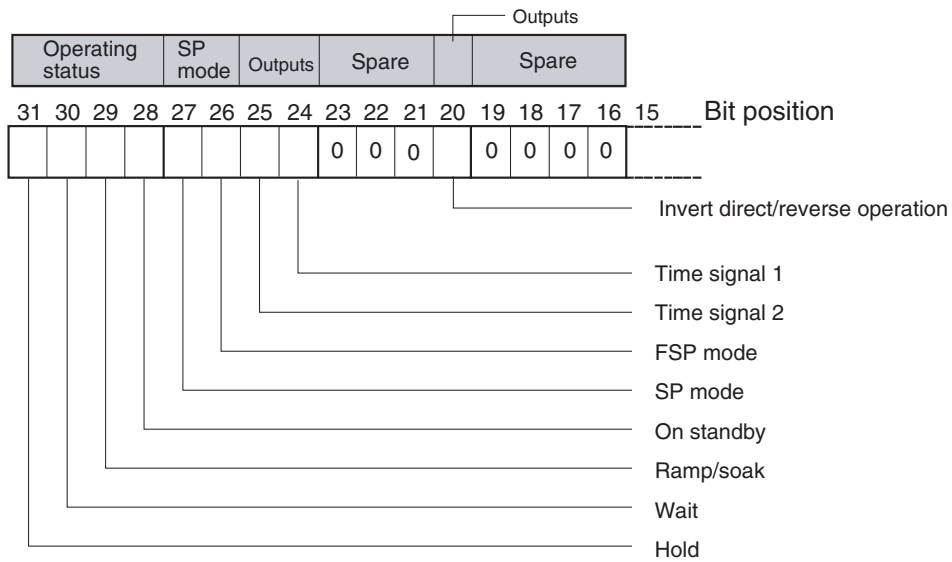 Outputs
Operating status
SP mode
Outputs
Spare
Spare
31 30 29 28 27 26 25 24 23 22 21 20 19 18 17 16 15 Bit position
0 0 0 0 0 0 0
Invert direct/reverse operation
Time signal 1
Time signal 2
FSP mode
SP mode
On standby
Ramp/soak
Wait
Hold